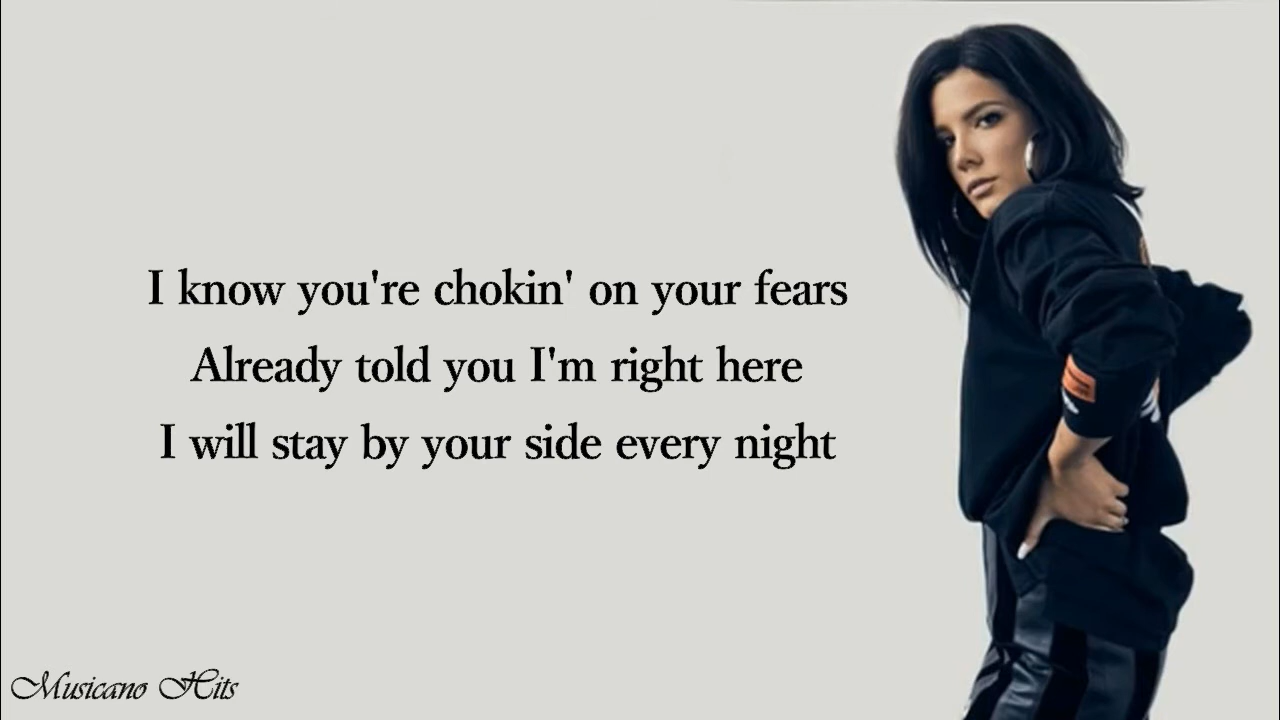 I know you're chokin' on your fears
Already told you I'm right here
I will stay by your side every night
Musicano Hits